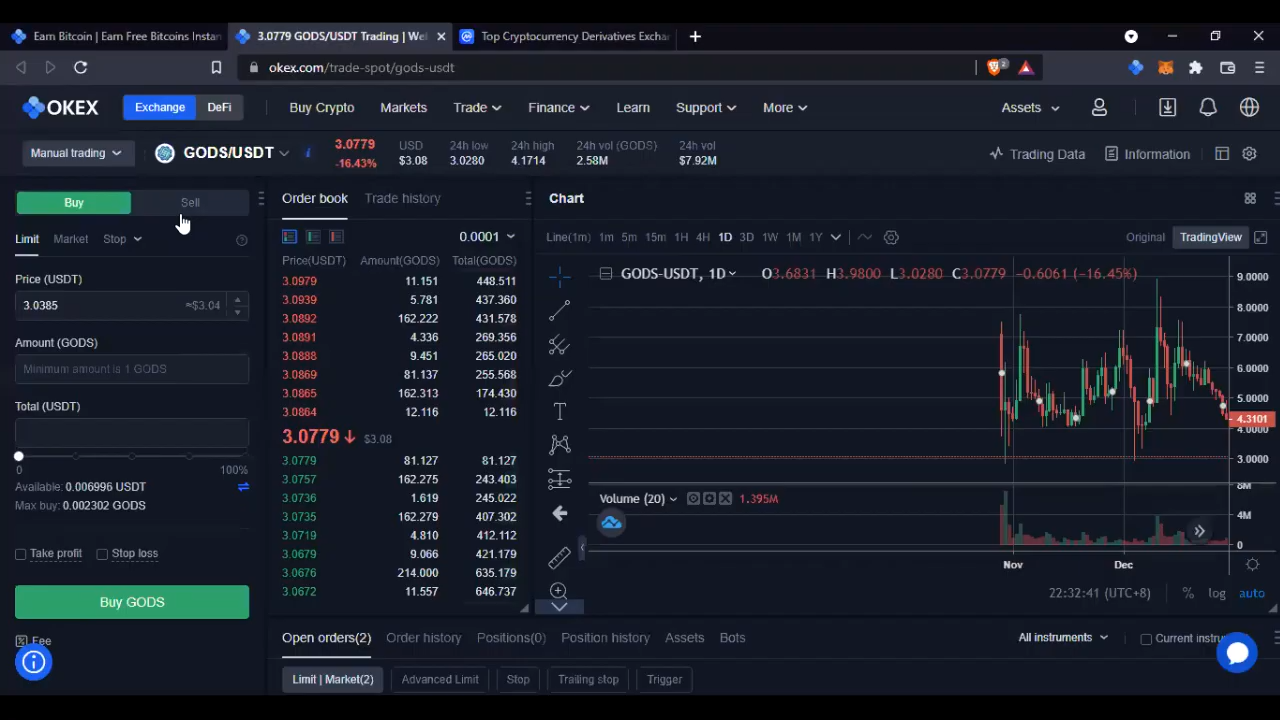 Earn Bitcoin | Earn Free Bitcoins Instan
3.0779 GODS/USDT Trading | Wel
Top Cryptocurrency Derivatives Excha
okex.com/trade-spot/gods-usdt
2
OKEX
Exchange
DeFi
Buy Crypto
Markets
Trade
Finance
Learn
Support
More
Assets
Manual trading
GODS/USDT
3.0779
-16.43%
USD
$3.08
24h low
3.0280
24h high
4.1714
24h vol (GODS)
2.58M
24h vol
$7.92M
Trading Data
Information
Buy
Sell
Limit
Market
Stop
Price (USDT)
3.0385
≈$3.04
Amount (GODS)
Minimum amount is 1 GODS
Total (USDT)
0
100%
Available: 0.006996 USDT
Max buy: 0.002302 GODS
Take profit
Stop loss
Buy GODS
Fee
Order book
Trade history
0.0001
Price(USDT) Amount(GODS) Total(GODS)
3.0979 11.151 448.511
3.0939 5.781 437.360
3.0892 162.222 431.578
3.0891 4.336 269.356
3.0888 9.451 265.020
3.0869 81.137 255.568
3.0865 162.313 174.430
3.0864 12.116 12.116
3.0779 $3.08
3.0779 81.127 81.127
3.0757 162.275 243.403
3.0736 1.619 245.022
3.0735 162.279 407.302
3.0719 4.810 412.112
3.0679 9.066 421.179
3.0676 214.000 635.179
3.0672 11.557 646.737
Chart
Line(1m) 1m 5m 15m 1H 4H 1D 3D 1W 1M 1Y
Original
TradingView
GODS-USDT, 1D
O3.6831 H3.9800 L3.0280 C3.0779 -0.6061 (-16.45%)
9.0000
8.0000
7.0000
6.0000
5.0000
4.3101
4.0000
3.0000
Volume (20)
1.395M
8M
4M
0
Nov
Dec
22:32:41 (UTC+8)
%
log
auto
Open orders(2)
Order history
Positions(0)
Position history
Assets
Bots
All instruments
Current instru
Limit | Market(2)
Advanced Limit
Stop
Trailing stop
Trigger